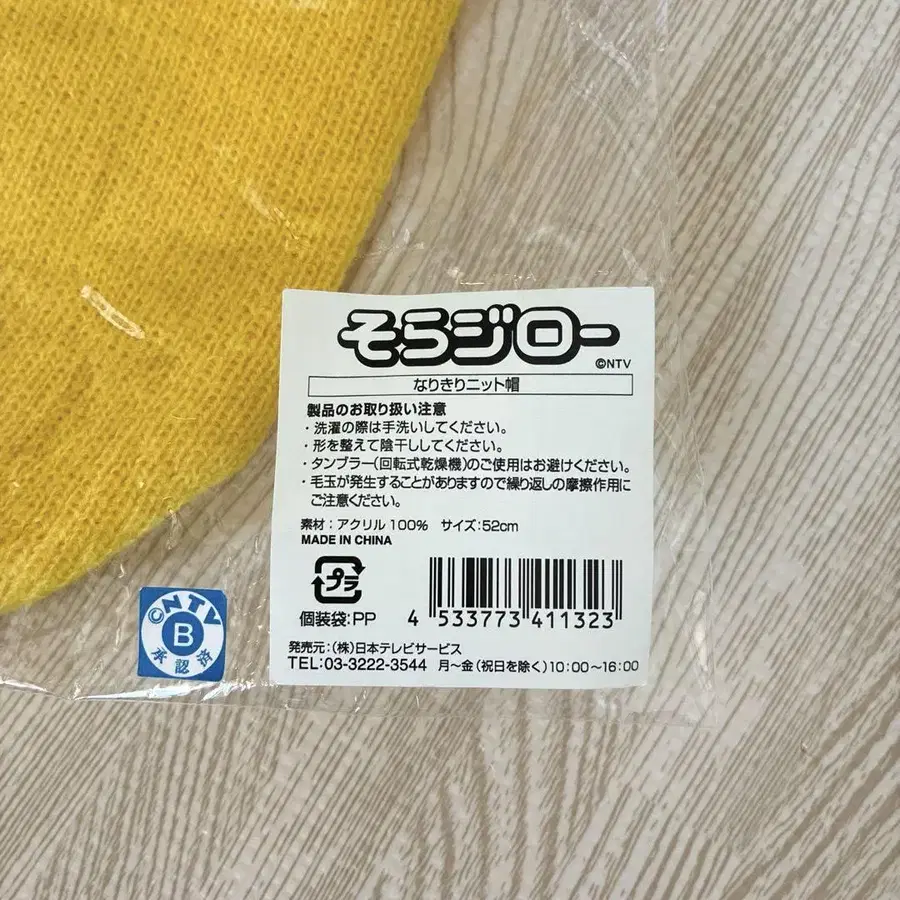 そらジロー
©NTV
なりきりニット帽
製品のお取り扱い注意
・洗濯の際は手洗いしてください。
・形を整えて陰干ししてください。
・タンブラー(回転式乾燥機)のご使用はお避けください。
・毛玉が発生することがありますので繰り返しの摩擦作用に
ご注意ください。
素材：アクリル100%　サイズ:52cm
MADE IN CHINA
プラ
個装袋:PP
4 533773 411323
発売元:(株)日本テレビサービス
TEL:03-3222-3544　月～金(祝日を除く)10:00～16:00
©NTV
B
承認済